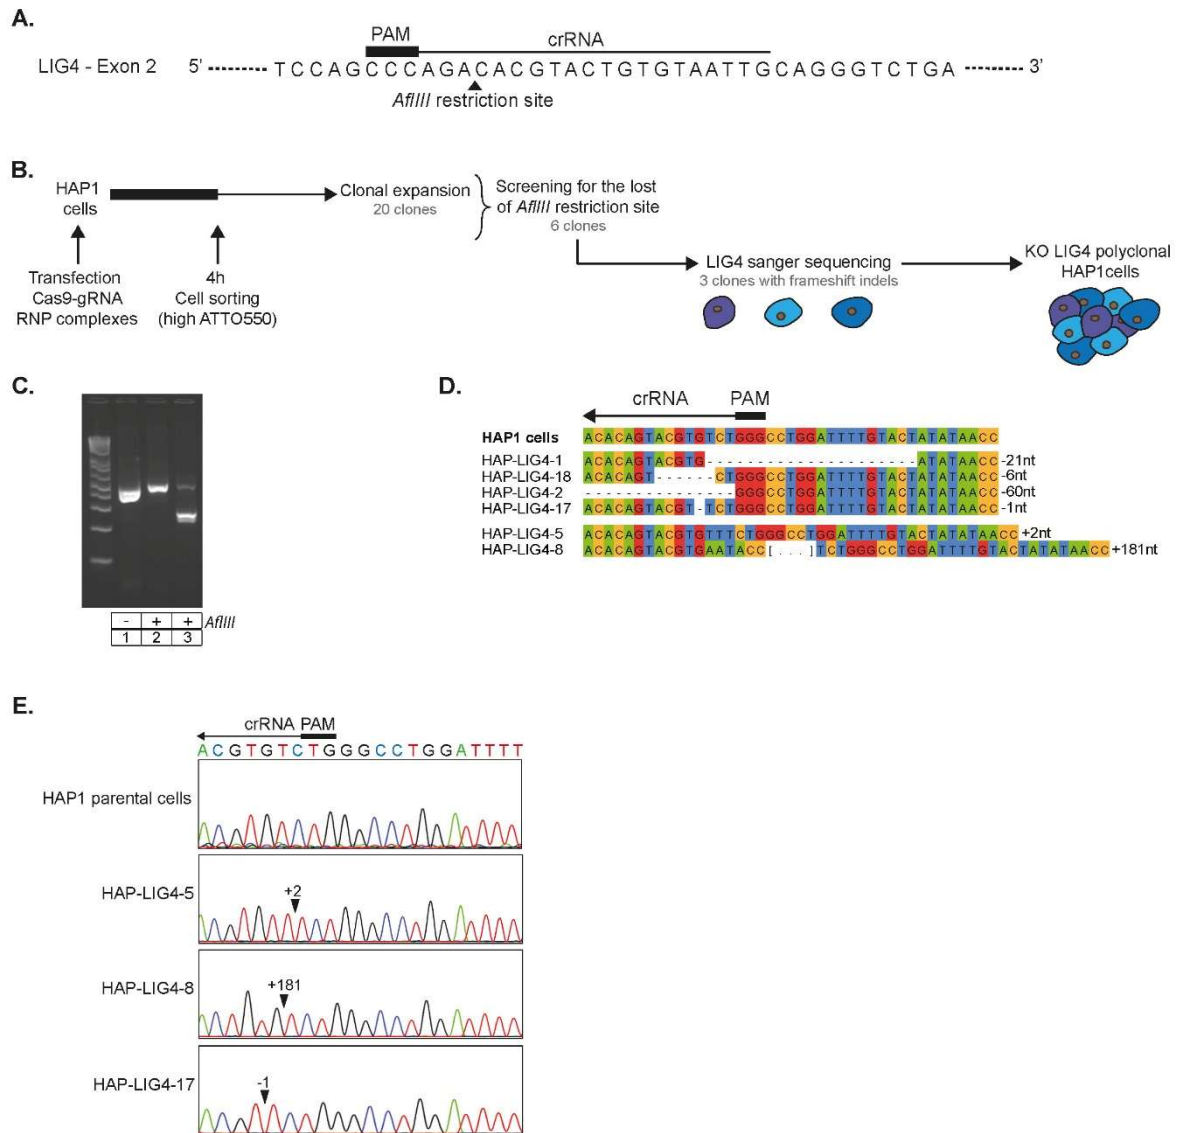 A.
PAM
crRNA
LIG4 - Exon 2 5' TCCAGCCCAGACACGTACTGTGTAATTGCAGGGTCTGA 3'
AflIII restriction site
B.
HAP1
cells
Clonal expansion
20 clones
Screening for the lost
of AflIII restriction site
6 clones
Transfection
Cas9-gRNA
RNP complexes
4h
Cell sorting
(high ATTO550)
LIG4 sanger sequencing
3 clones with frameshift indels
KO LIG4 polyclonal
HAP1cells
C.
- + + AflIII
1 2 3
D.
crRNA PAM
HAP1 cells ACACAGTACGTGTCTGGGCCTGGATTTTGTACTATATAACC
HAP-LIG4-1 ACACAGTACGTG---------------------ATATAACC -21nt
HAP-LIG4-18 ACACAGT------CTGGGCCTGGATTTTGTACTATATAACC -6nt
HAP-LIG4-2 ---------------GGGCCTGGATTTTGTACTATATAACC -60nt
HAP-LIG4-17 ACACAGTACGT-TCTGGGCCTGGATTTTGTACTATATAACC -1nt
HAP-LIG4-5 ACACAGTACGTGTTTCTGGGCCTGGATTTTGTACTATATAACC +2nt
HAP-LIG4-8 ACACAGTACGTGAATACC[....]TCTGGGCCTGGATTTTGTACTATATAACC +181nt
E.
crRNA PAM
ACGTGTCTGGGCCTGGATTTT
HAP1 parental cells
HAP-LIG4-5
+2
HAP-LIG4-8
+181
HAP-LIG4-17
-1